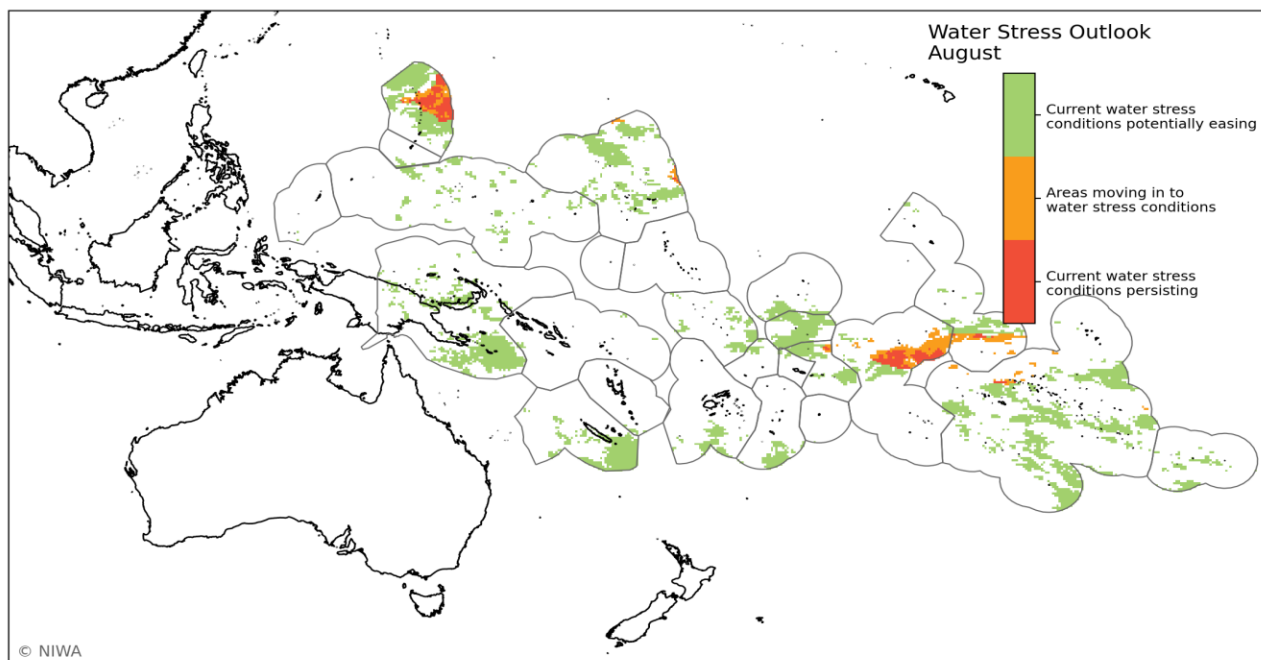 Water Stress Outlook
August
Current water stress
conditions potentially easing
Areas moving in to
water stress conditions
Current water stress
conditions persisting
© NIWA